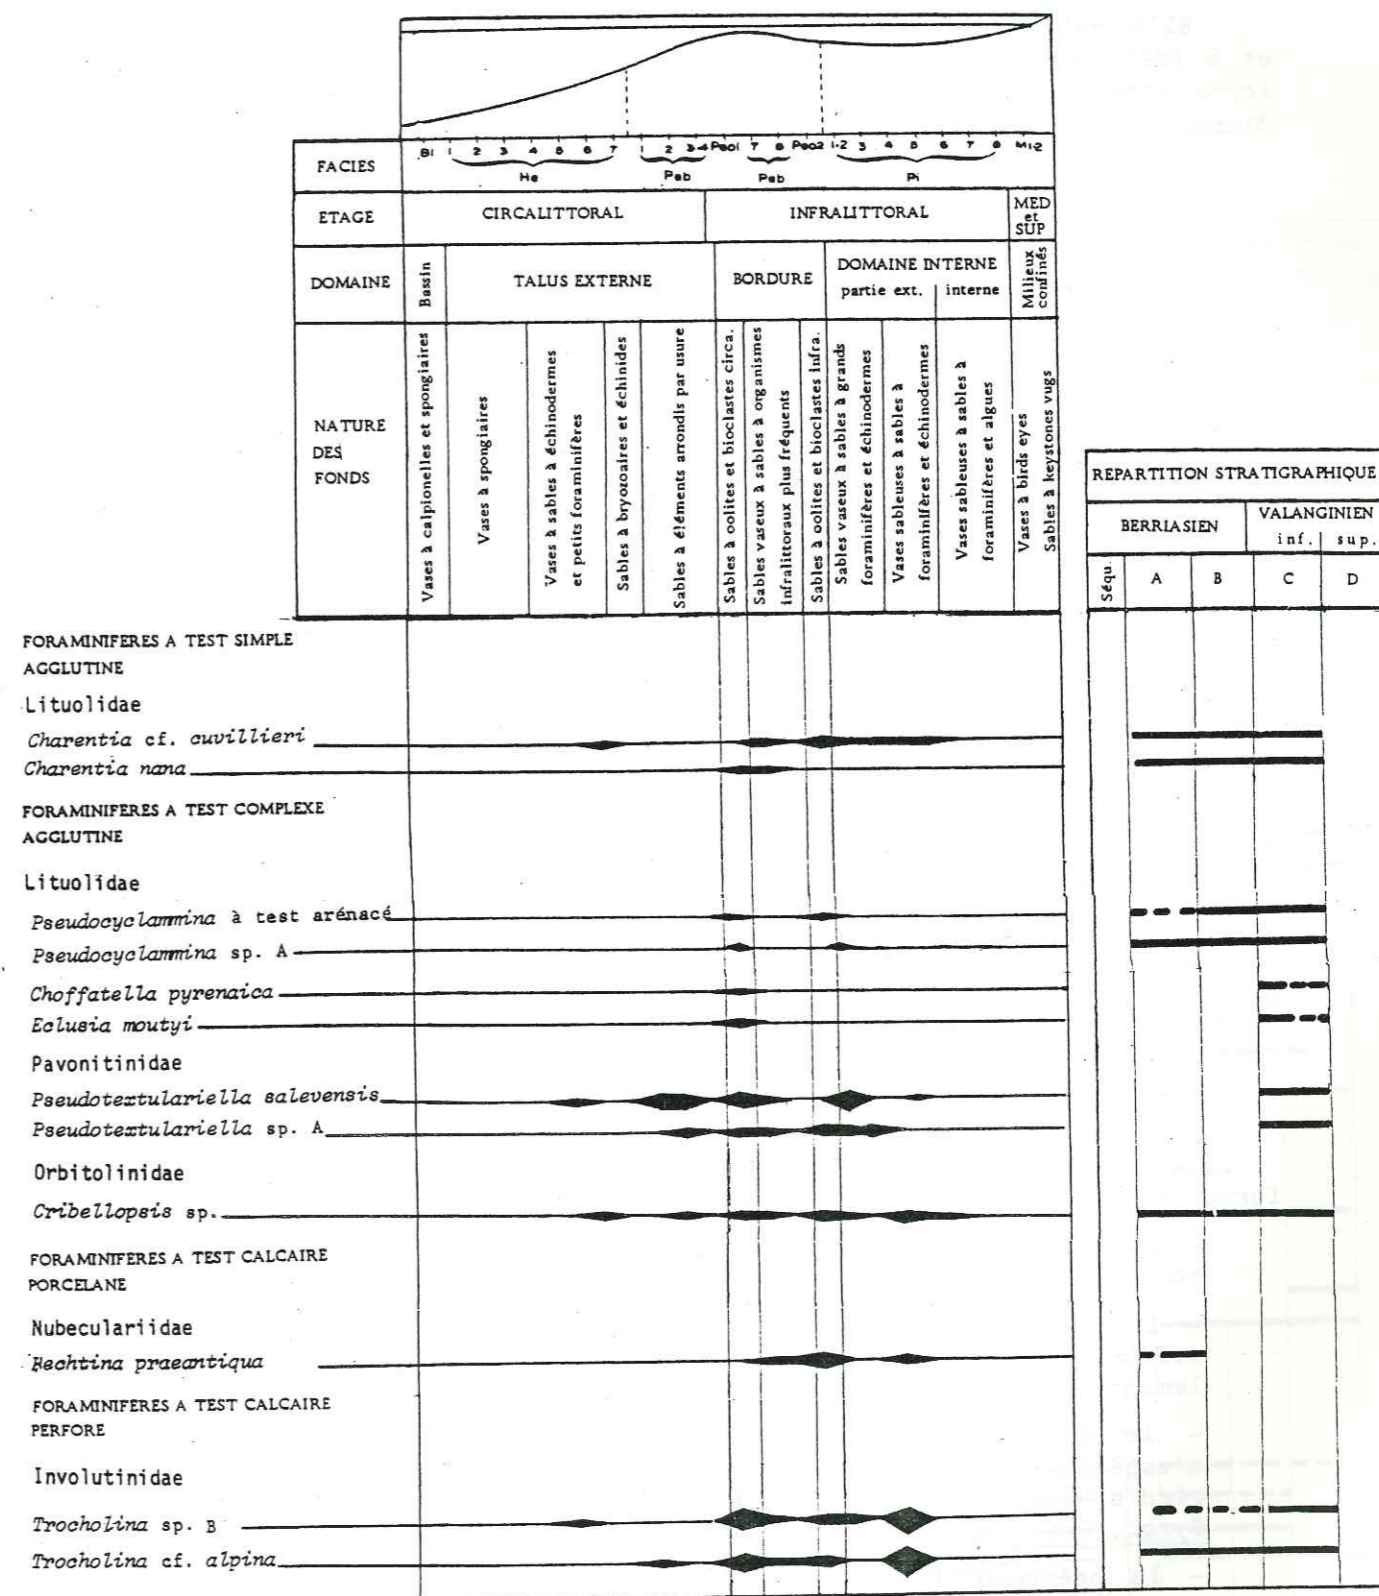 FACIES
B1 1 2 3 4 5 6 7 1 2 3-4 Peo1 7 8 Peo2 1-2 3 4 5 6 7 8 M1-2
He Peb Peb Pi
ETAGE CIRCALITTORAL INFRALITTORAL MED et SUP
DOMAINE
Bassin
TALUS EXTERNE
BORDURE
DOMAINE INTERNE
partie ext. interne
Milieux confinés
NATURE
DES
FONDS
Vases à calpionelles et spongiaires
Vases à spongiaires
Vases à sables à échinodermes
et petits foraminifères
Sables à bryozoaires et échinides
Sables à éléments arrondis par usure
Sables à oolites et bioclastes circa.
Sables vaseux à sables à organismes
infralittoraux plus fréquents
Sables à oolites et bioclastes infra.
Sables vaseux à sables à grands
foraminifères et échinodermes
Vases sableuses à sables à
foraminifères et échinodermes
Vases sableuses à sables à
foraminifères et algues
Vases à birds eyes
Sables à keystones vugs
REPARTITION STRATIGRAPHIQUE
BERRIASIEN VALANGINIEN
inf. sup.
Séqu. A B C D
FORAMINIFERES A TEST SIMPLE
AGGLUTINE
Lituolidae
Charentia cf. cuvillieri
Charentia nana
FORAMINIFERES A TEST COMPLEXE
AGGLUTINE
Lituolidae
Pseudocyclammina à test arénacé
Pseudocyclammina sp. A
Choffatella pyrenaica
Eclusia moutyi
Pavonitinidae
Pseudotextulariella salevensis
Pseudotextulariella sp. A
Orbitolinidae
Cribellopsis sp.
FORAMINIFERES A TEST CALCAIRE
PORCELANE
Nubeculariidae
Hechtina praeantiqua
FORAMINIFERES A TEST CALCAIRE
PERFORE
Involutinidae
Trocholina sp. B
Trocholina cf. alpina